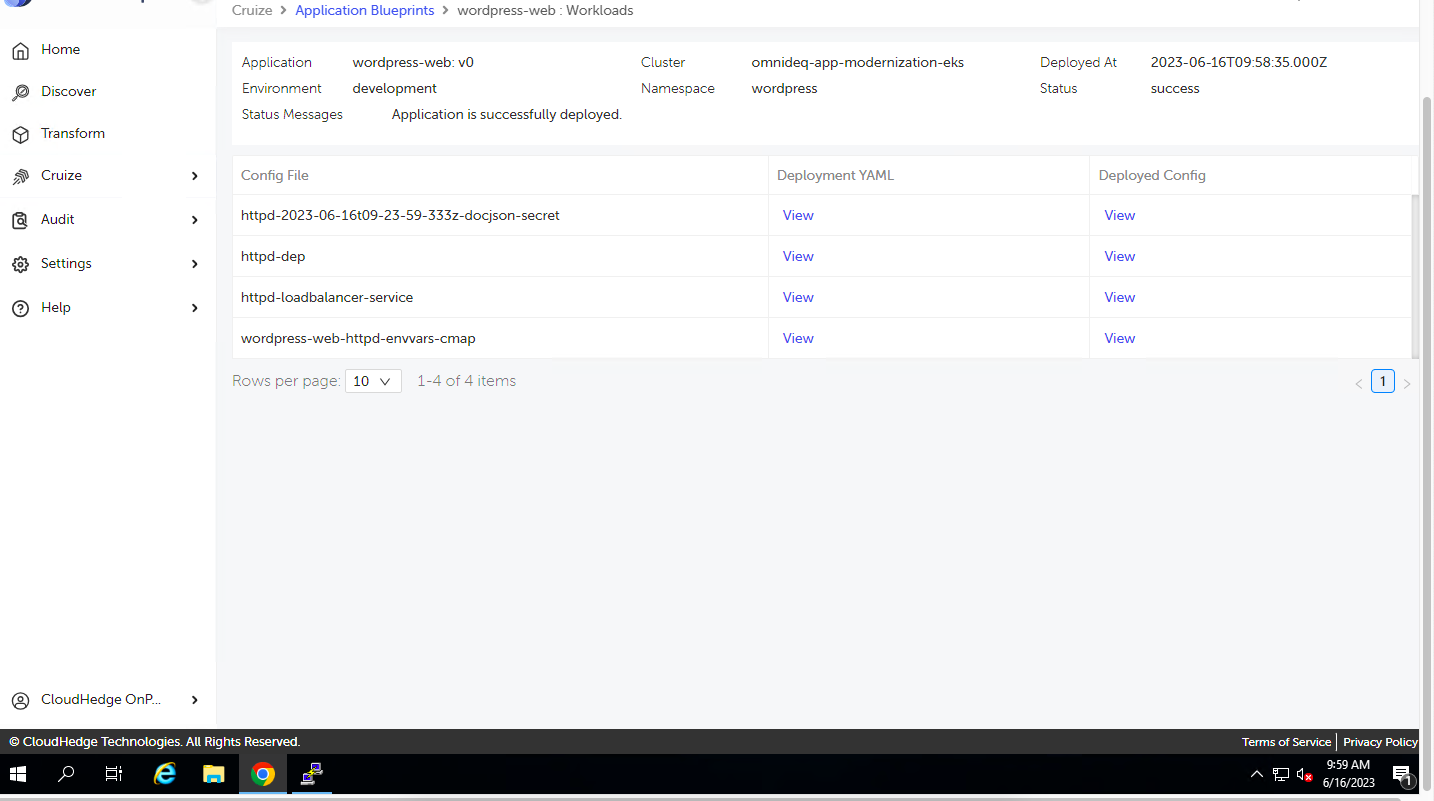 Cruize > Application Blueprints > wordpress-web : Workloads
Home
Discover
Transform
Cruize
Audit
Settings
Help
CloudHedge OnP...
Application wordpress-web: v0 Cluster omnideq-app-modernization-eks Deployed At 2023-06-16T09:58:35.000Z
Environment development Namespace wordpress Status success
Status Messages Application is successfully deployed.
Config File Deployment YAML Deployed Config
httpd-2023-06-16t09-23-59-333z-docjson-secret View View
httpd-dep View View
httpd-loadbalancer-service View View
wordpress-web-httpd-envvars-cmap View View
Rows per page: 10 1-4 of 4 items < 1 >
© CloudHedge Technologies. All Rights Reserved. Terms of Service | Privacy Policy
9:59 AM
6/16/2023
1